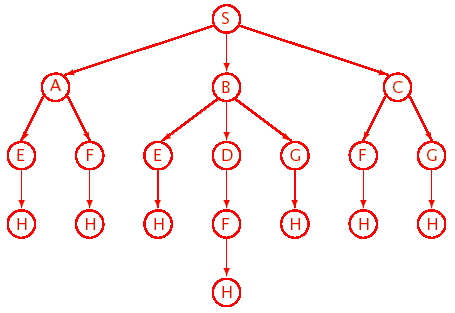 S
A B C
E F E D G F G
H H H F H H H
H